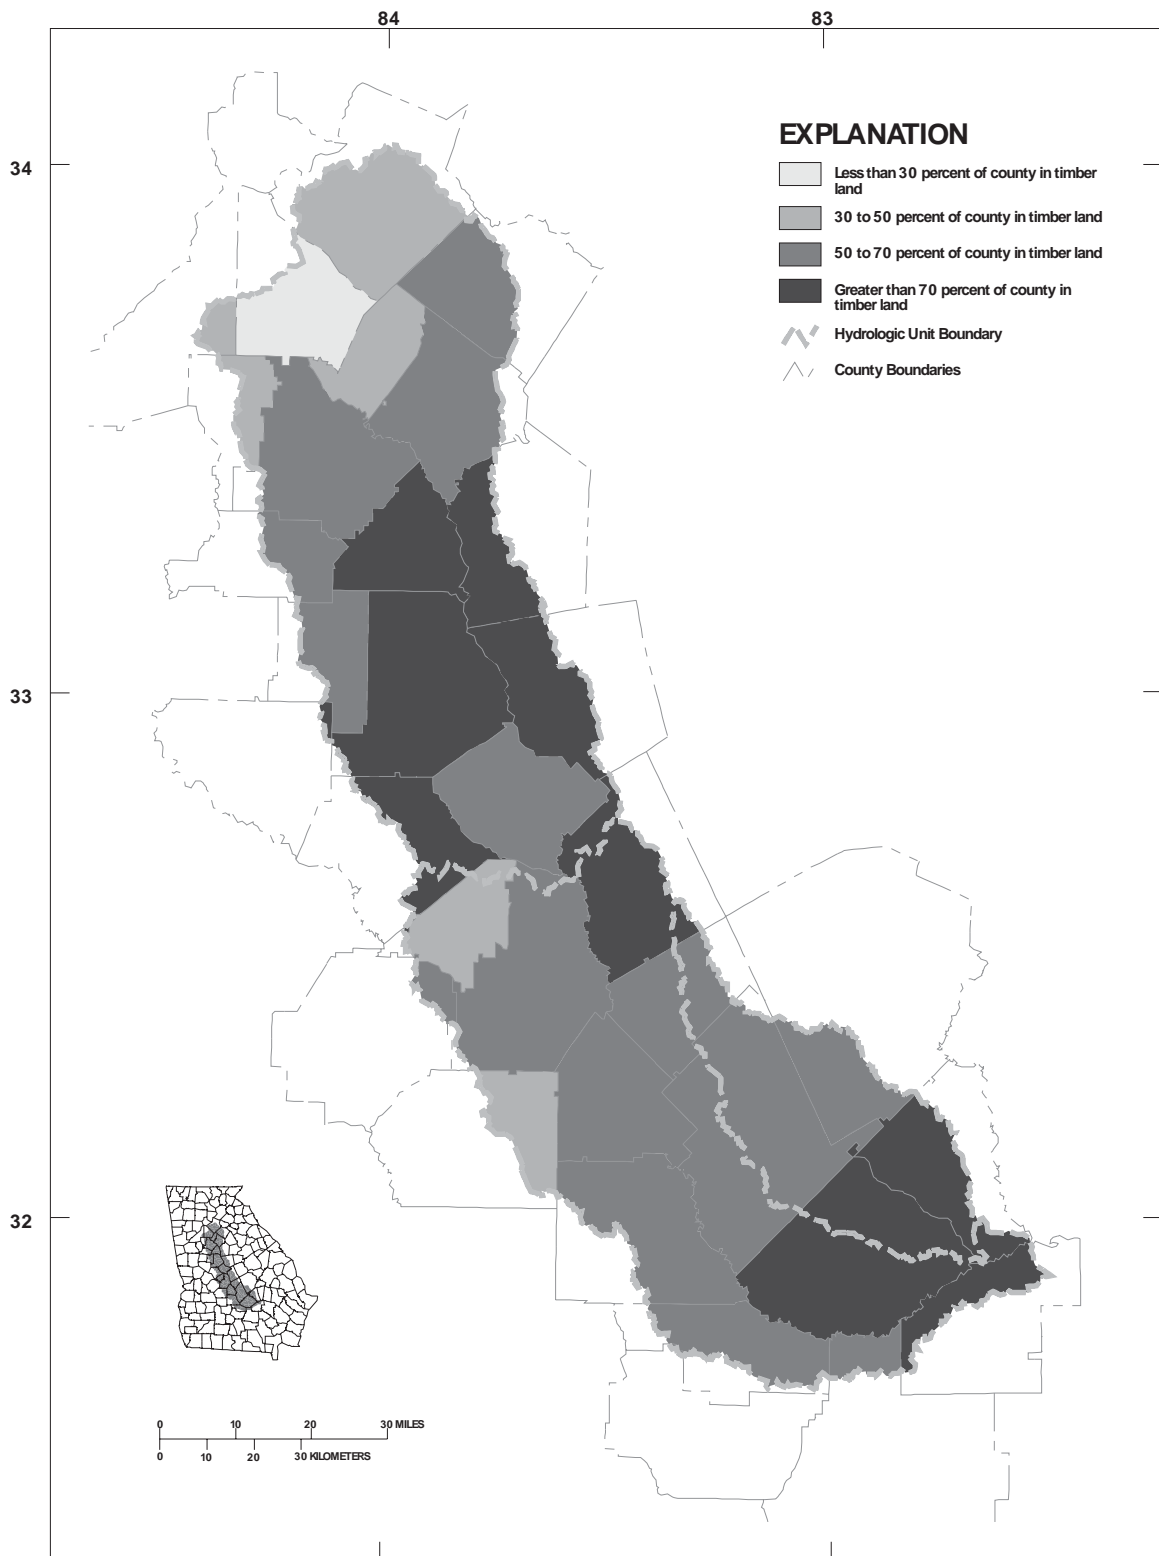 84
83
34
EXPLANATION
Less than 30 percent of county in timber
land
30 to 50 percent of county in timber land
50 to 70 percent of county in timber land
Greater than 70 percent of county in
timber land
Hydrologic Unit Boundary
County Boundaries
33
32
0 10 20 30 MILES
0 10 20 30 KILOMETERS